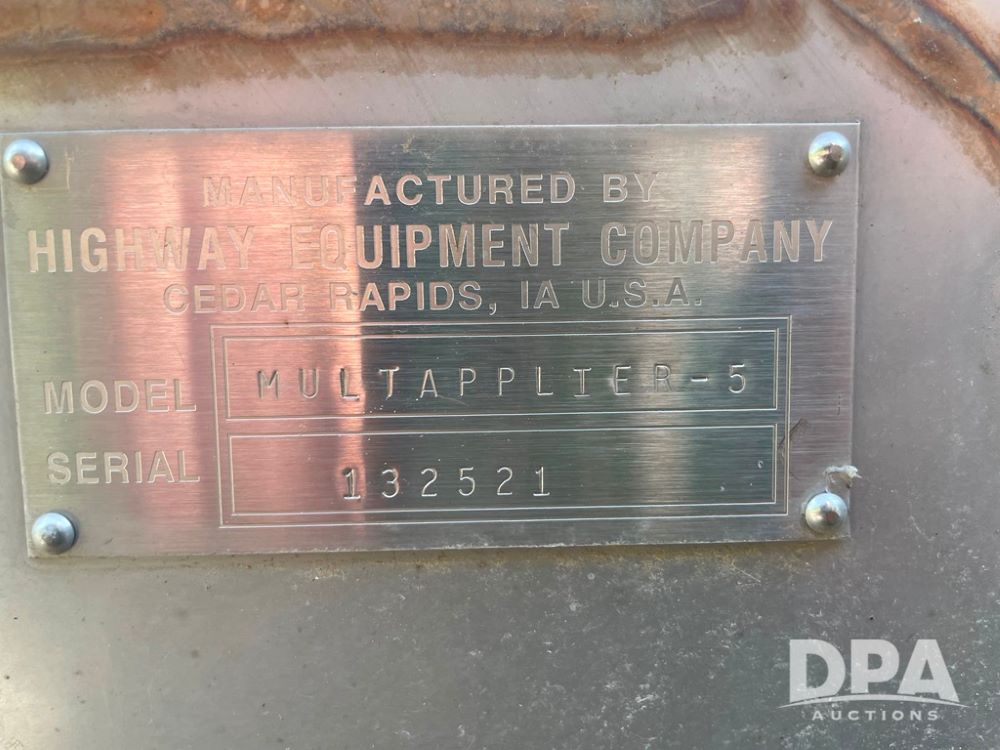 MANUFACTURED BY
HIGHWAY EQUIPMENT COMPANY
CEDAR RAPIDS, IA U.S.A.
MODEL MULTAPPLIER-5
SERIAL 132521
DPA
AUCTIONS